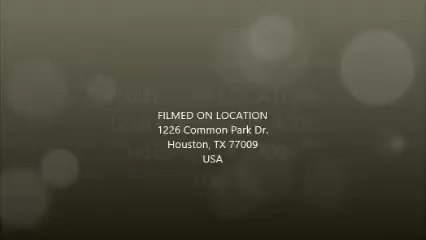 FILMED ON LOCATION
1226 Common Park Dr.
Houston, TX 77009
USA